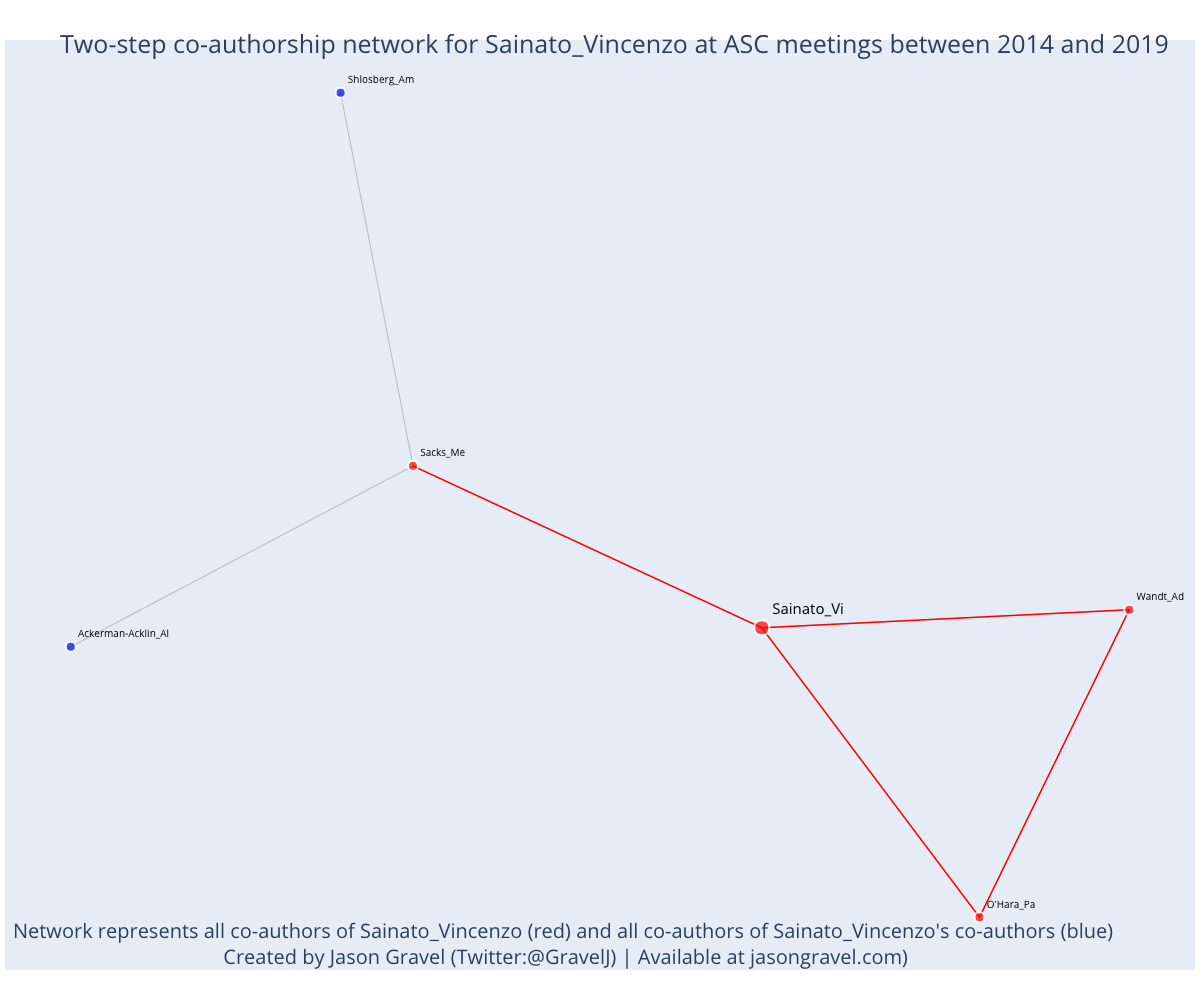 Two-step co-authorship network for Sainato_Vincenzo at ASC meetings between 2014 and 2019
Shlosberg_Am
Sacks_Me
Wandt_Ad
Sainato_Vi
Ackerman-Acklin_Al
O'Hara_Pa
Network represents all co-authors of Sainato_Vincenzo (red) and all co-authors of Sainato_Vincenzo's co-authors (blue)
Created by Jason Gravel (Twitter:@GravelJ) | Available at jasongravel.com)